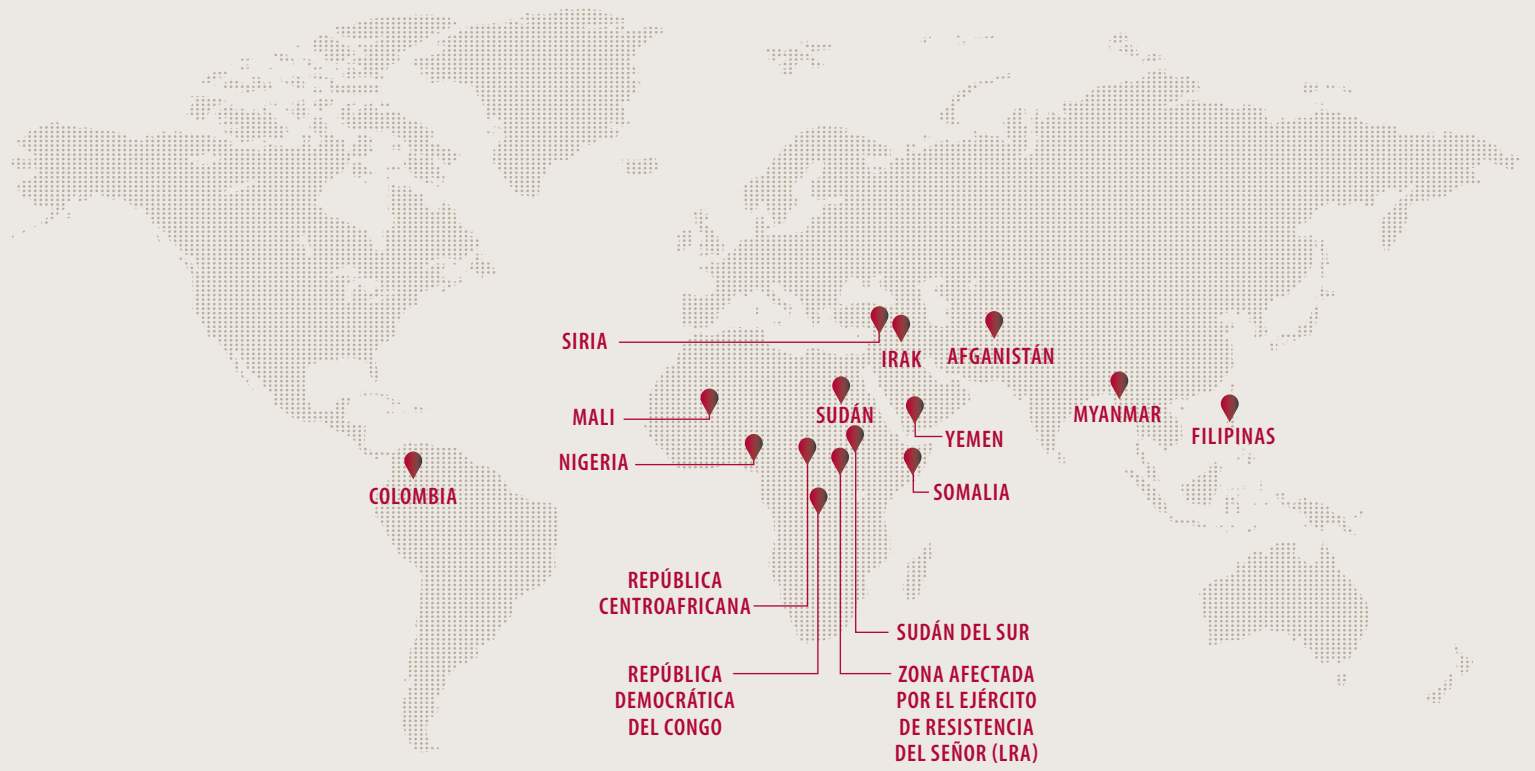 SIRIA
IRAK
AFGANISTÁN
MALI
SUDÁN
MYANMAR
YEMEN
FILIPINAS
NIGERIA
COLOMBIA
SOMALIA
REPÚBLICA
CENTROAFRICANA
SUDÁN DEL SUR
REPÚBLICA
DEMOCRÁTICA
DEL CONGO
ZONA AFECTADA
POR EL EJÉRCITO
DE RESISTENCIA
DEL SEÑOR (LRA)